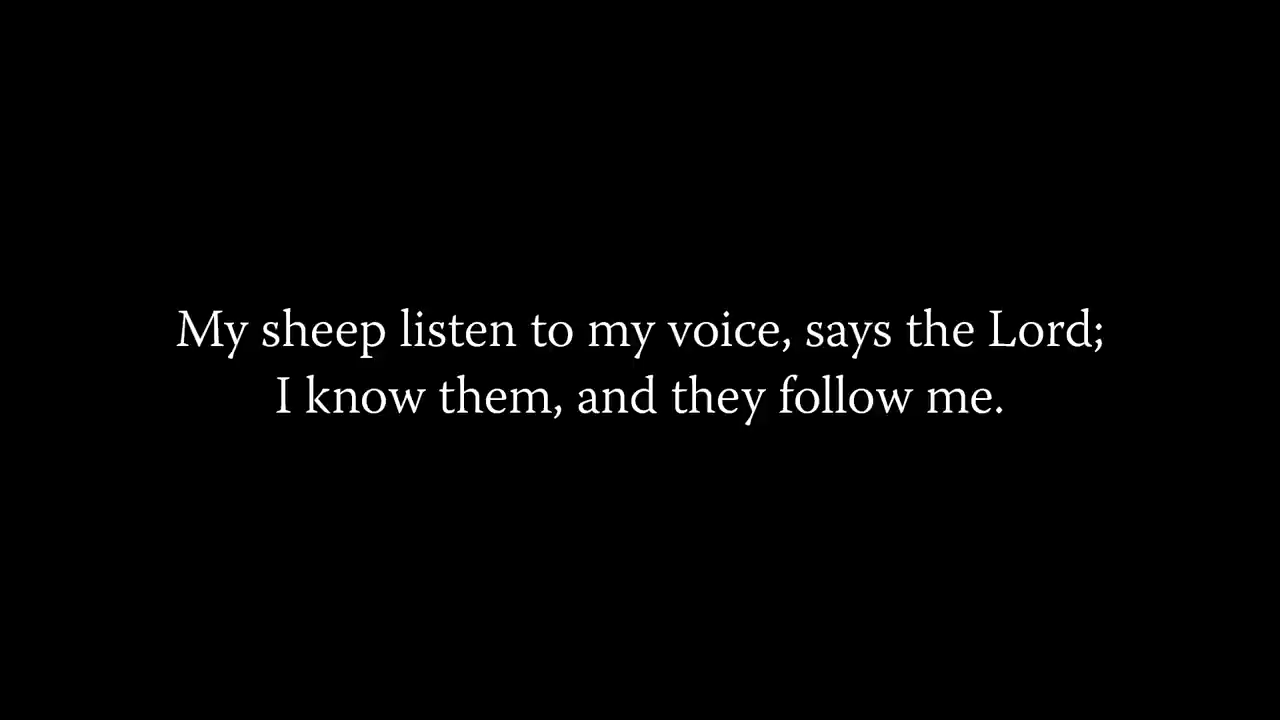 My sheep listen to my voice, says the Lord;
I know them, and they follow me.